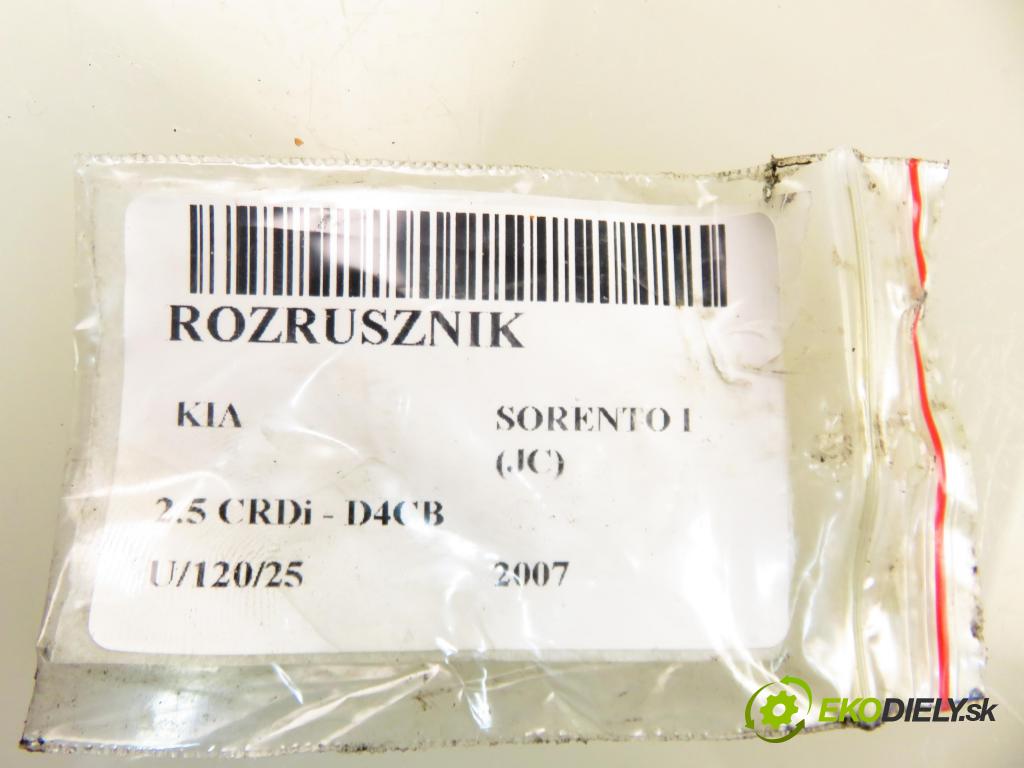 ROZRUSZNIK
KIA SORENTO I
(JC)
2.5 CRDi - D4CB
U/120/25 2007
EKODIELY.sk